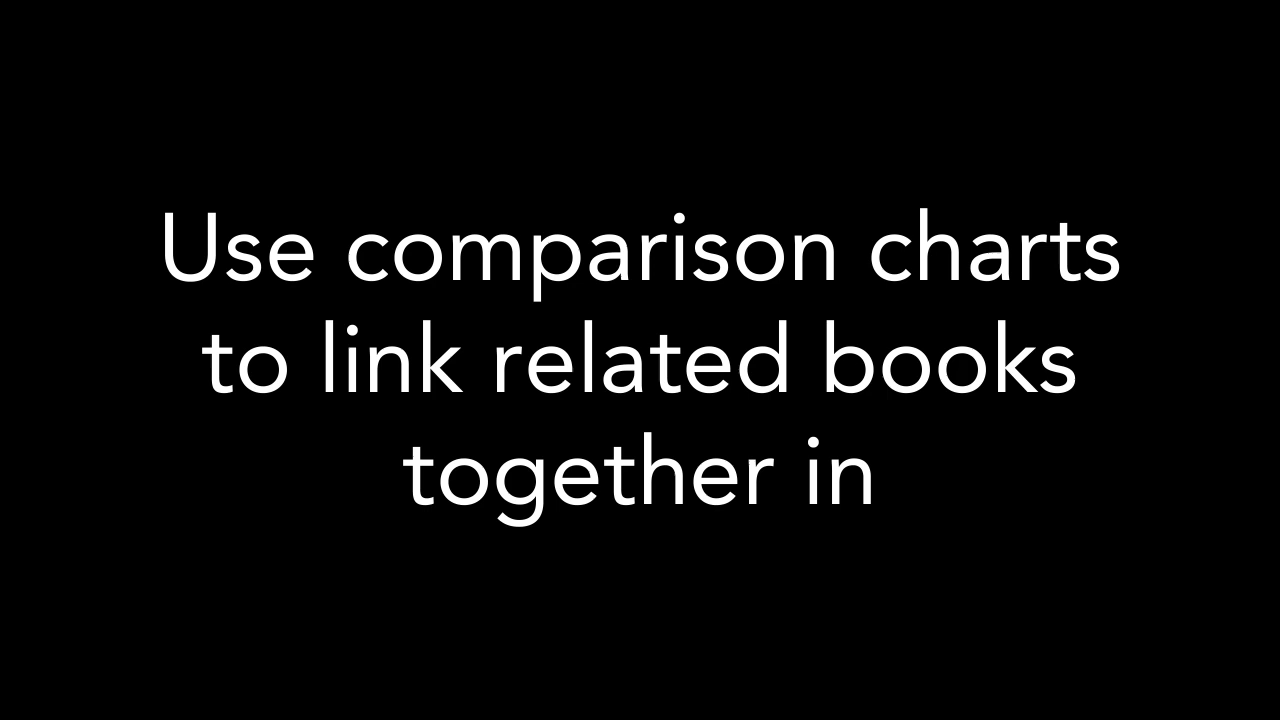 Use comparison charts
to link related books
together in